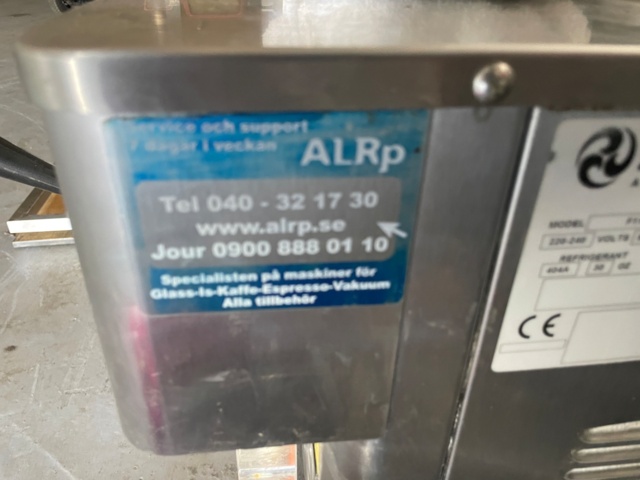 service och support
7 dagar i veckan
ALRp
Tel 040 - 32 17 30
www.alrp.se
Jour 0900 888 01 10
Specialisten på maskiner för
Glass-Is-Kaffe-Espresso-Vakuum
Alla tillbehör
MODEL
220-240 VOLTS
REFRIGERANT
404A 30 OZ
CE